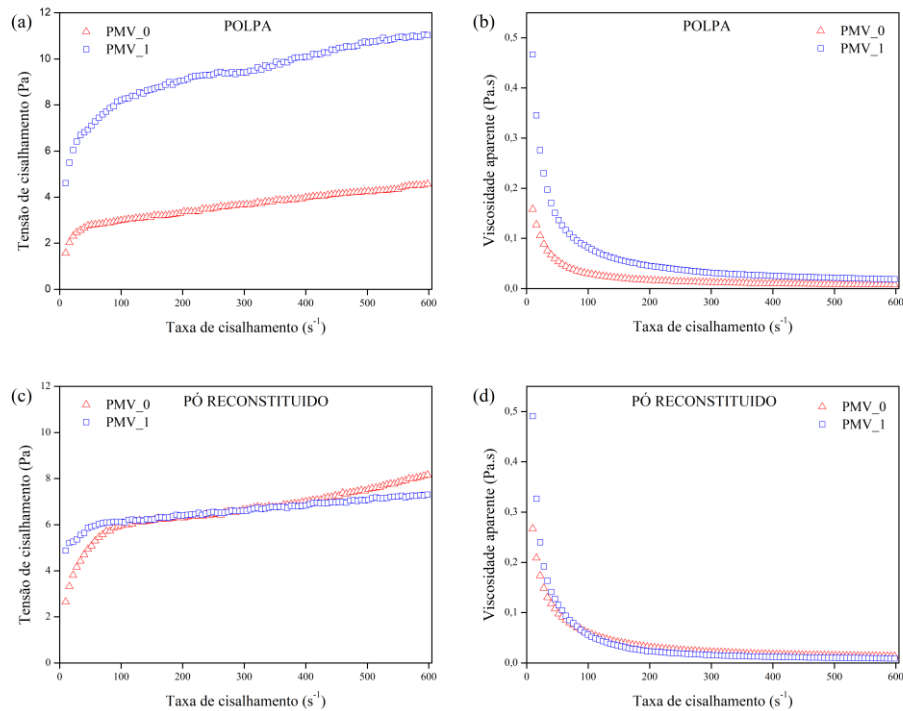 (a)
POLPA
PMV_0
PMV_1
Tensão de cisalhamento (Pa)
12
10
8
6
4
2
0
0 100 200 300 400 500 600
Taxa de cisalhamento (s⁻¹)
(b)
POLPA
PMV_0
PMV_1
Viscosidade aparente (Pa.s)
0,5
0,4
0,3
0,2
0,1
0,0
0 100 200 300 400 500 600
Taxa de cisalhamento (s⁻¹)
(c)
PÓ RECONSTITUIDO
PMV_0
PMV_1
Tensão de cisalhamento (Pa)
12
10
8
6
4
2
0
0 100 200 300 400 500 600
Taxa de cisalhamento (s⁻¹)
(d)
PÓ RECONSTITUIDO
PMV_0
PMV_1
Viscosidade aparente (Pa.s)
0,5
0,4
0,3
0,2
0,1
0,0
0 100 200 300 400 500 600
Taxa de cisalhamento (s⁻¹)